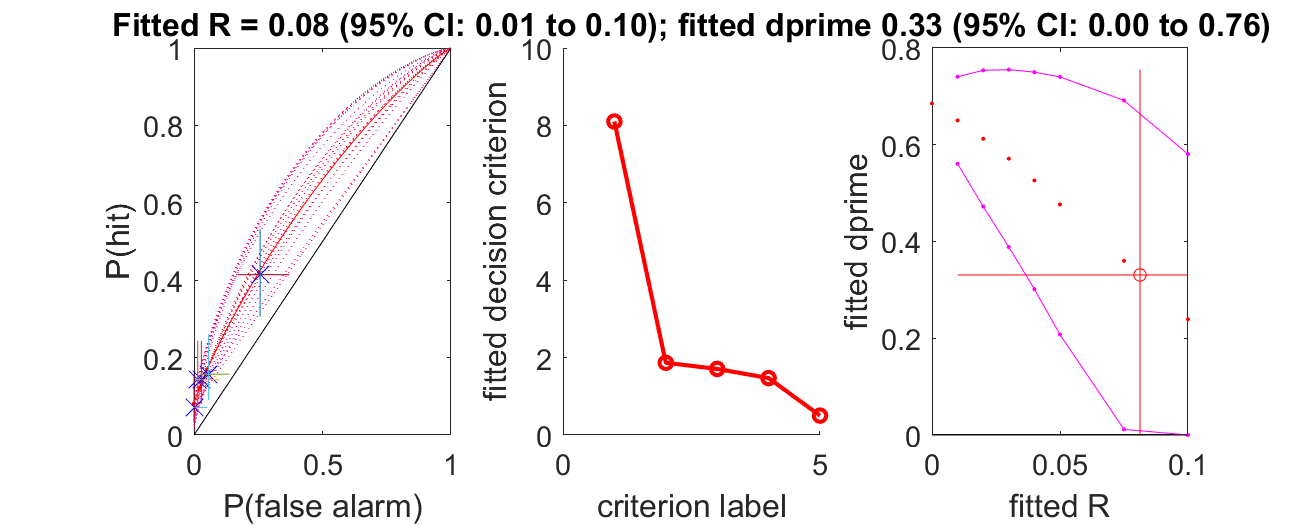 Fitted R = 0.08 (95% CI: 0.01 to 0.10); fitted dprime 0.33 (95% CI: 0.00 to 0.76)
P(hit)
1
0.8
0.6
0.4
0.2
0
0 0.5 1
P(false alarm)
fitted decision criterion
10
8
6
4
2
0
0 5
criterion label
fitted dprime
0.8
0.6
0.4
0.2
0
0 0.05 0.1
fitted R